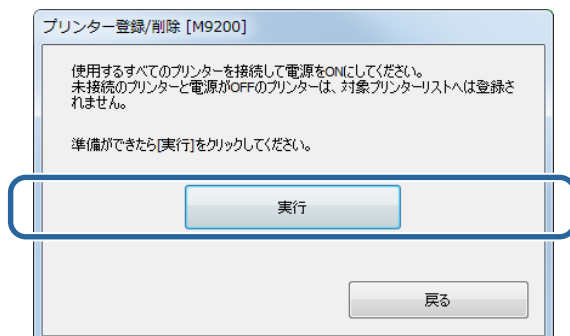 プリンター登録/削除 [M9200]
使用するすべてのプリンターを接続して電源をONにしてください。
未接続のプリンターと電源がOFFのプリンターは、対象プリンターリストへは登録さ
れません。
準備ができたら[実行]をクリックしてください。
実行
戻る